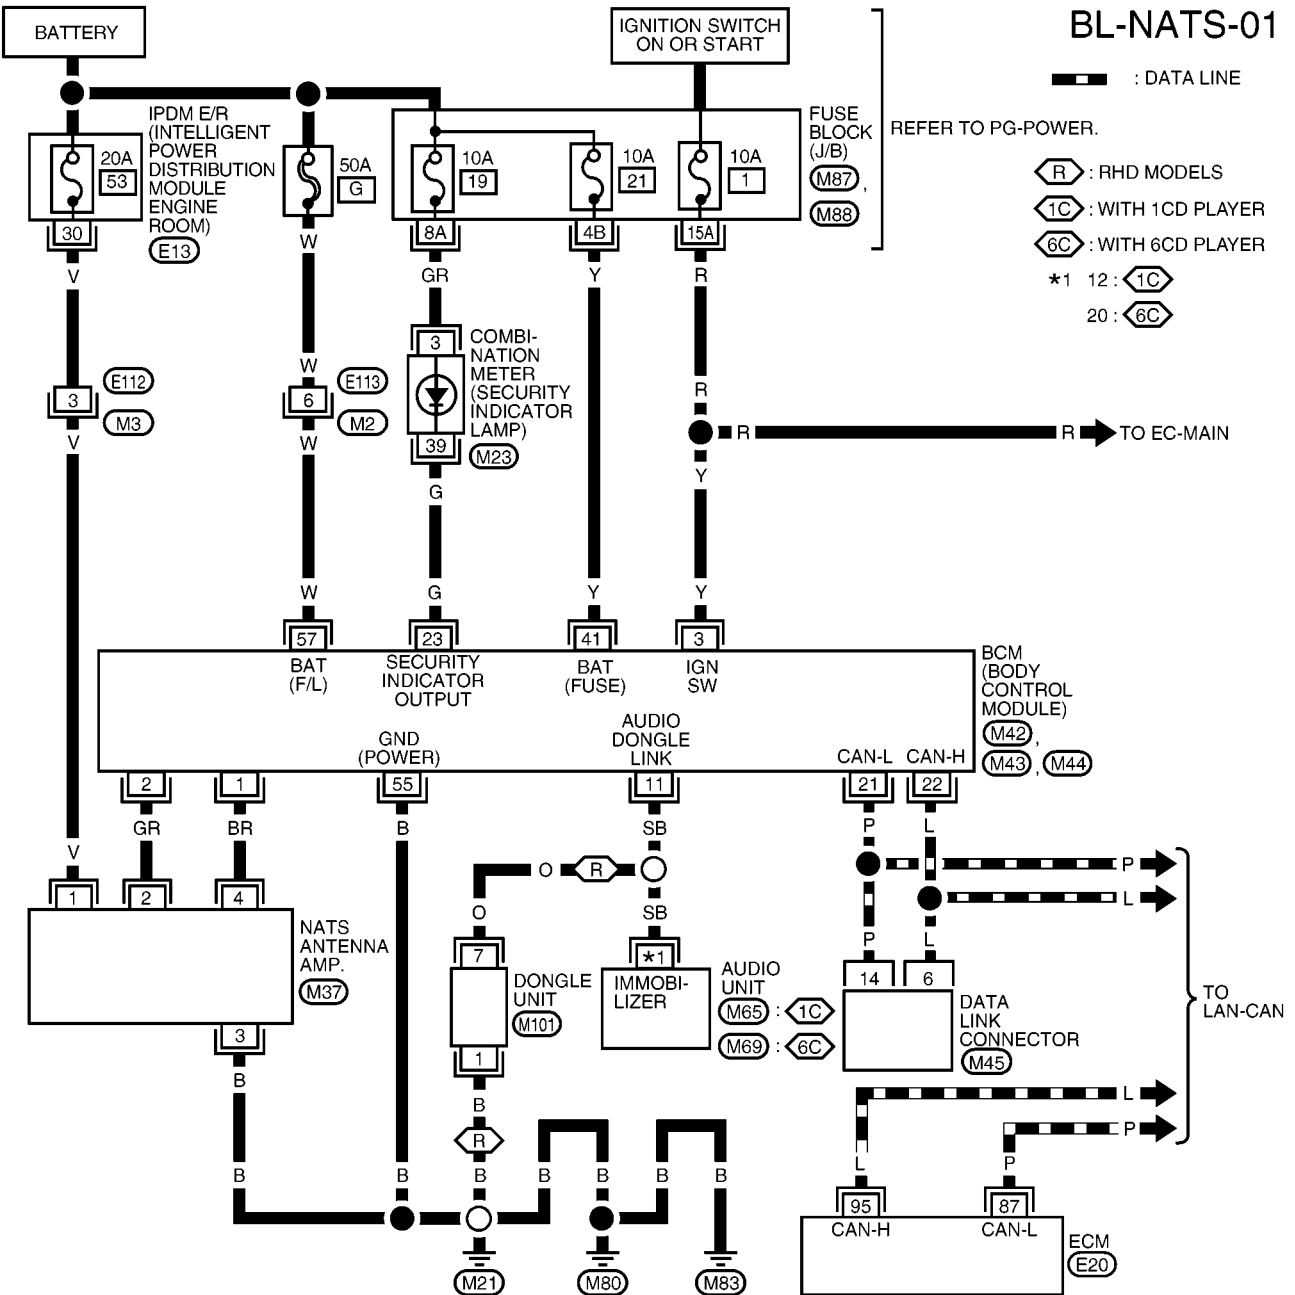 BL-NATS-01
BATTERY
IGNITION SWITCH
ON OR START
: DATA LINE
REFER TO PG-POWER.
R : RHD MODELS
1C : WITH 1CD PLAYER
6C : WITH 6CD PLAYER
*1 12 : 1C
20 : 6C
IPDM E/R
(INTELLIGENT
POWER
DISTRIBUTION
MODULE
ENGINE
ROOM)
E13
20A
53
50A
G
10A
19
10A
21
10A
1
FUSE
BLOCK
(J/B)
M87 ,
M88
30
8A
4B
15A
V
W
GR
Y
R
3
COMBI-
NATION
METER
(SECURITY
INDICATOR
LAMP)
M23
39
W
R
3
E112
M3
6
E113
M2
V
W
G
R
R
TO EC-MAIN
Y
W
G
Y
Y
57
23
41
3
BAT
(F/L)
SECURITY
INDICATOR
OUTPUT
BAT
(FUSE)
IGN
SW
BCM
(BODY
CONTROL
MODULE)
M42 ,
M43 , M44
GND
(POWER)
AUDIO
DONGLE
LINK
CAN-L
CAN-H
2
1
55
11
21
22
GR
BR
B
SB
P
L
V
O
R
P
L
1
2
4
O
SB
P
L
NATS
ANTENNA
AMP.
M37
7
DONGLE
UNIT
M101
*1
IMMOBI-
LIZER
AUDIO
UNIT
M65 : 1C
M69 : 6C
14
6
DATA
LINK
CONNECTOR
M45
TO
LAN-CAN
3
1
B
B
R
L
P
B
B
B
B
B
B
B
L
P
95
87
CAN-H
CAN-L
ECM
E20
M21
M80
M83